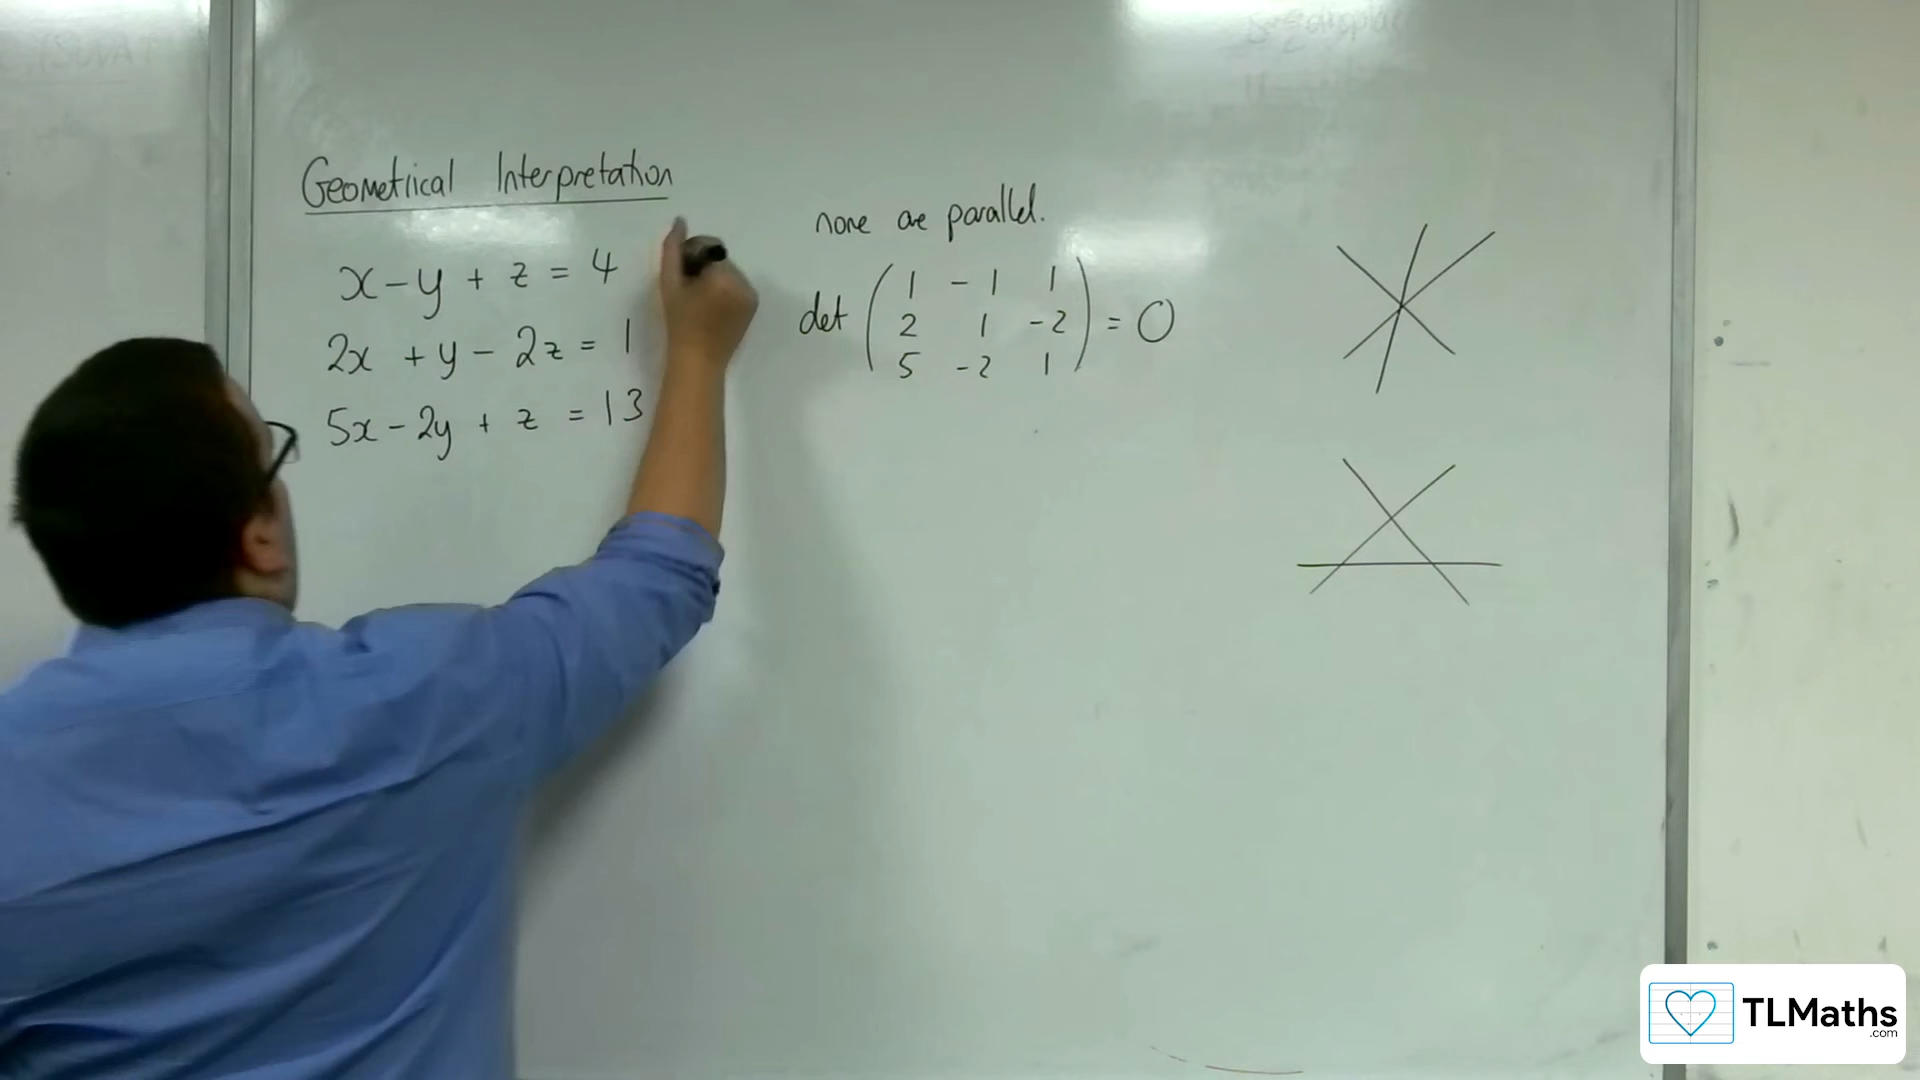 Geometrical Interpretation
x - y + z = 4
2x + y - 2z = 1
5x - 2y + z = 13
none are parallel.
det ( 1 -1 1
2 1 -2
5 -2 1 ) = 0
TLMaths
.com